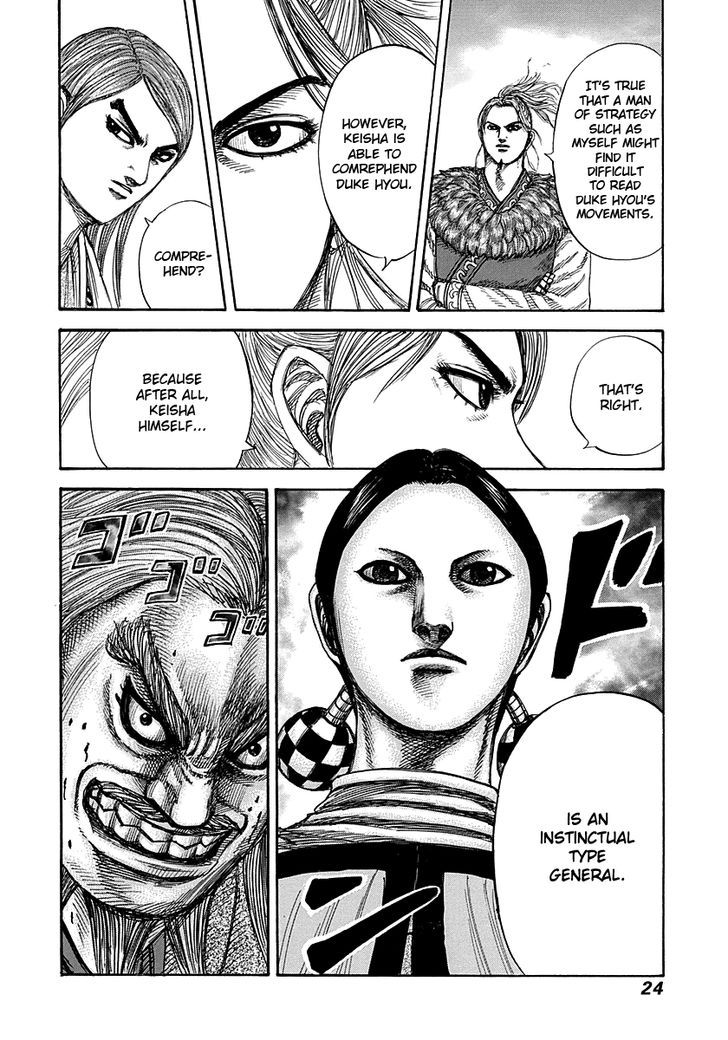 IT'S TRUE
THAT A MAN
OF STRATEGY
SUCH AS
MYSELF MIGHT
FIND IT
DIFFICULT
TO READ
DUKE HYOU'S
MOVEMENTS.
HOWEVER,
KEISHA IS
ABLE TO
COMREPHEND
DUKE HYOU.
COMPRE-
HEND?
THAT'S
RIGHT.
BECAUSE
AFTER ALL,
KEISHA
HIMSELF...
ド
ン
IS AN
INSTINCTUAL
TYPE
GENERAL.
ゴ
ゴ
ゴ
24